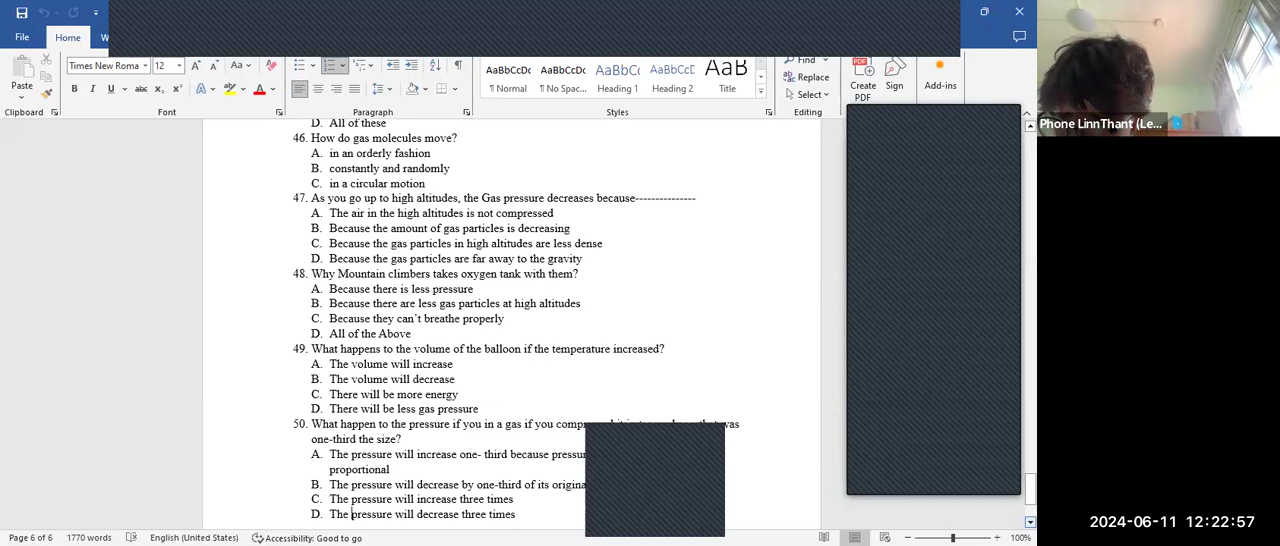 File
Home
W
Times New Roma
12
Find
Replace
Select
AaBbCcDc
AaBbCcDc
AaBbCc
AaBbCcD
AaB
Paste
¶ Normal
¶ No Spac...
Heading 1
Heading 2
Title
Create
PDF
Sign
Add-ins
Clipboard
Font
Paragraph
Styles
Editing
Phone LinnThant (Le...
D. All of these
46. How do gas molecules move?
A. in an orderly fashion
B. constantly and randomly
C. in a circular motion
47. As you go up to high altitudes, the Gas pressure decreases because---------------
A. The air in the high altitudes is not compressed
B. Because the amount of gas particles is decreasing
C. Because the gas particles in high altitudes are less dense
D. Because the gas particles are far away to the gravity
48. Why Mountain climbers takes oxygen tank with them?
A. Because there is less pressure
B. Because there are less gas particles at high altitudes
C. Because they can't breathe properly
D. All of the Above
49. What happens to the volume of the balloon if the temperature increased?
A. The volume will increase
B. The volume will decrease
C. There will be more energy
D. There will be less gas pressure
50. What happen to the pressure if you in a gas if you was
one-third the size?
A. The pressure will increase one- third because
proportional
B. The pressure will decrease by one-third of its
C. The pressure will increase three times
D. The pressure will decrease three times
2024-06-11 12:22:57
Page 6 of 6
1770 words
English (United States)
Accessibility: Good to go
100%